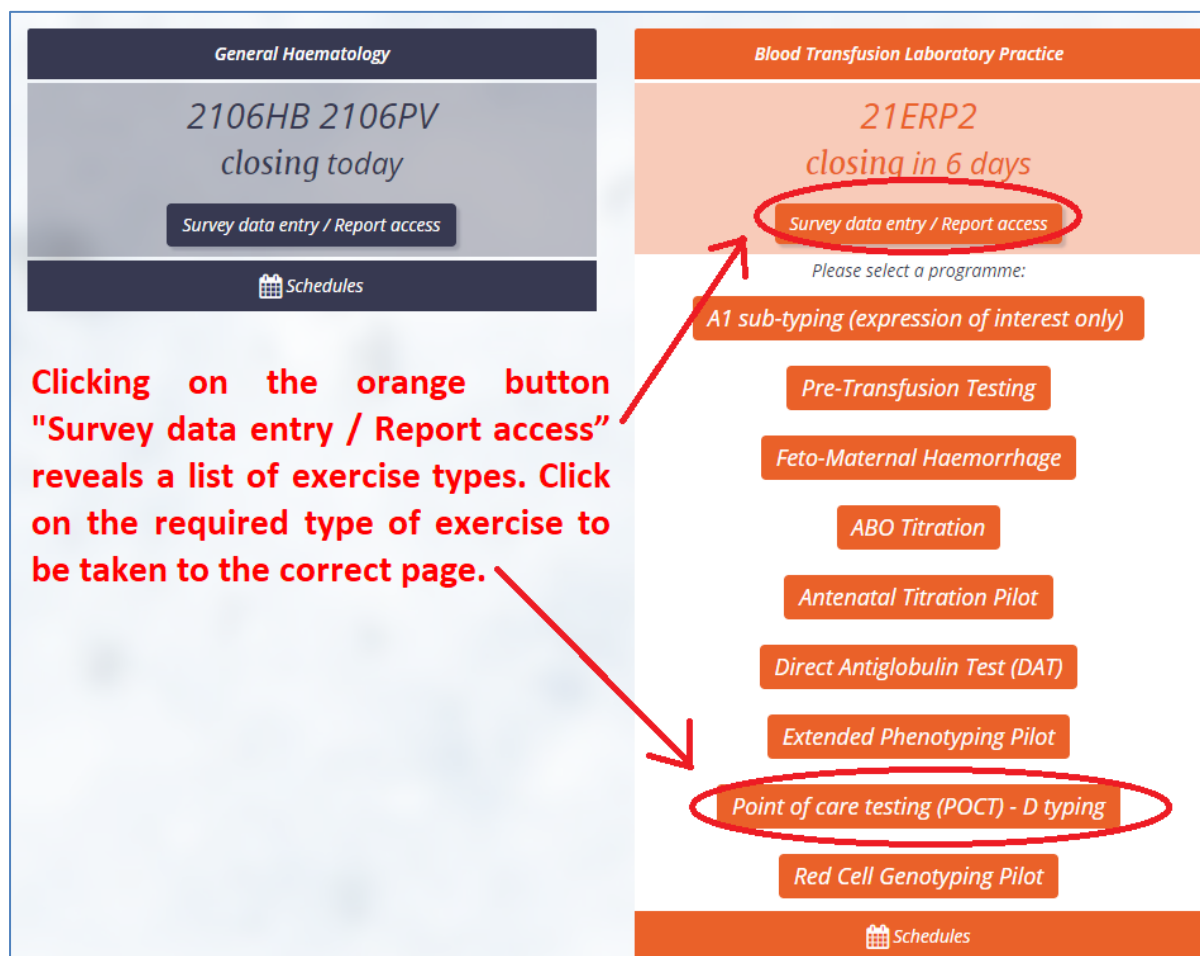 General Haematology
2106HB 2106PV
closing today
Survey data entry / Report access
Schedules
Clicking on the orange button
"Survey data entry / Report access”
reveals a list of exercise types. Click
on the required type of exercise to
be taken to the correct page.
Blood Transfusion Laboratory Practice
21ERP2
closing in 6 days
Survey data entry / Report access
Please select a programme:
A1 sub-typing (expression of interest only)
Pre-Transfusion Testing
Feto-Maternal Haemorrhage
ABO Titration
Antenatal Titration Pilot
Direct Antiglobulin Test (DAT)
Extended Phenotyping Pilot
Point of care testing (POCT) - D typing
Red Cell Genotyping Pilot
Schedules